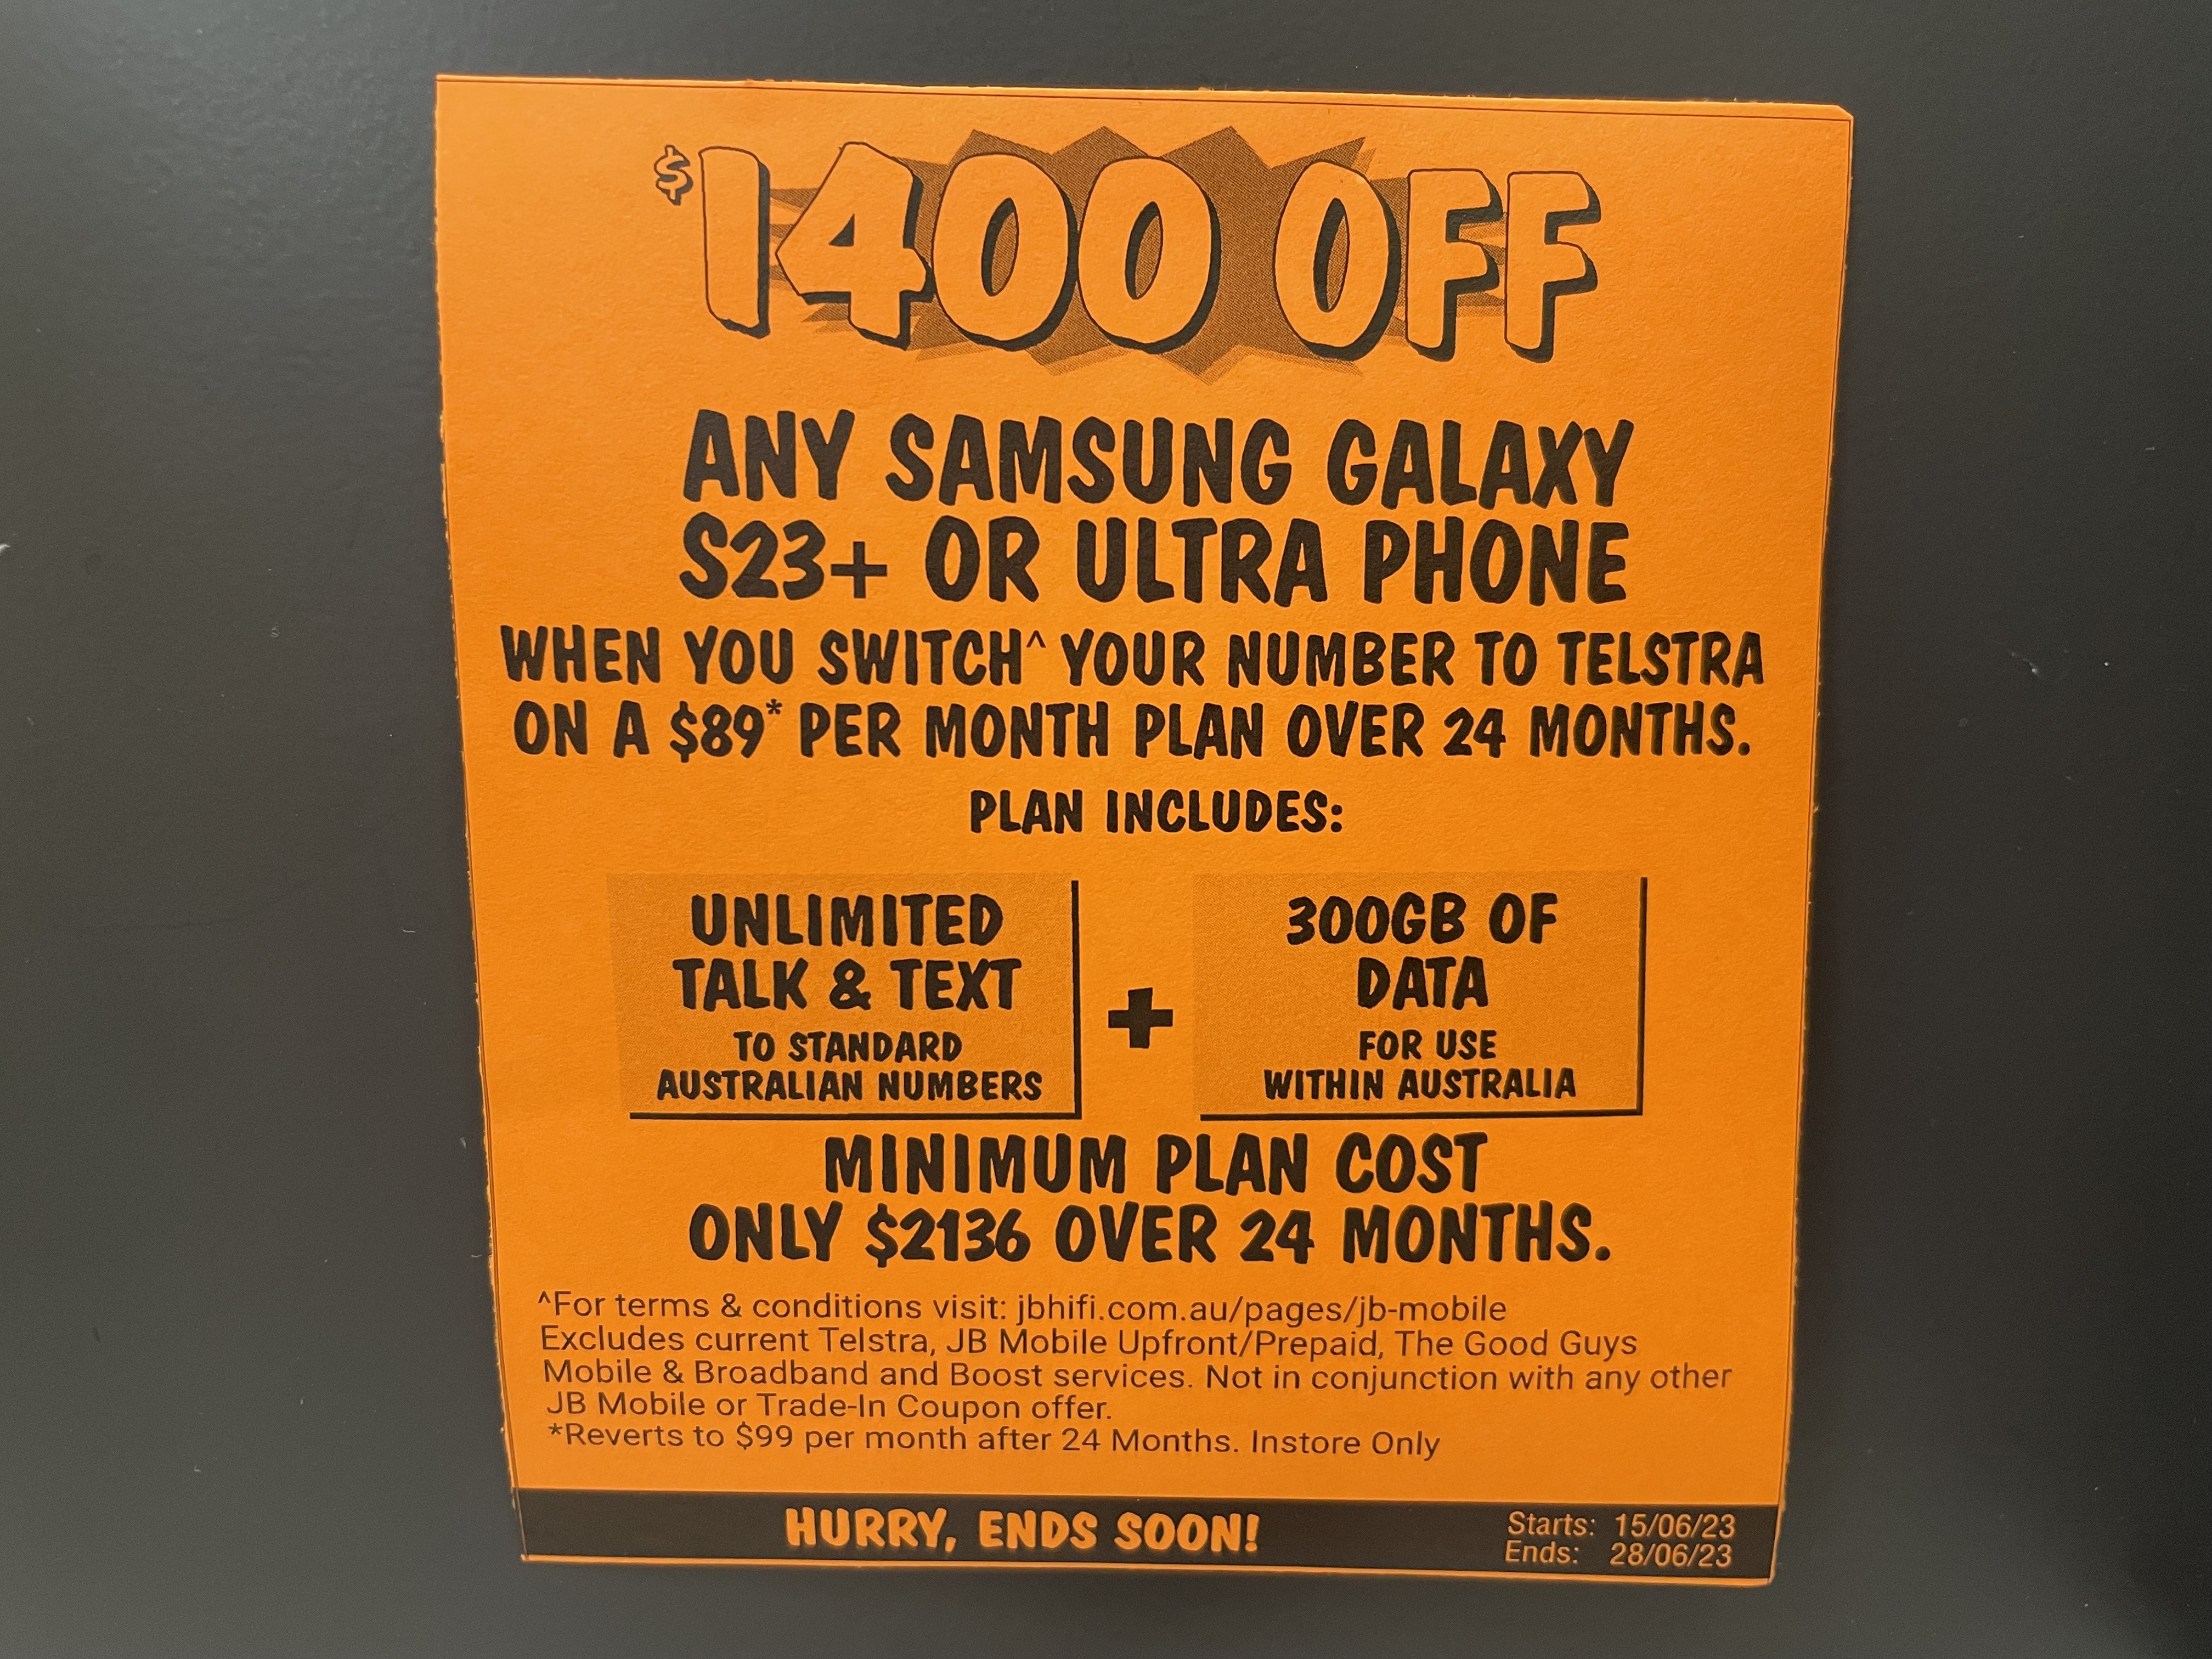 $1400 OFF
ANY SAMSUNG GALAXY
S23+ OR ULTRA PHONE
WHEN YOU SWITCH^ YOUR NUMBER TO TELSTRA
ON A $89* PER MONTH PLAN OVER 24 MONTHS.
PLAN INCLUDES:
UNLIMITED
TALK & TEXT
TO STANDARD
AUSTRALIAN NUMBERS
+
300GB OF
DATA
FOR USE
WITHIN AUSTRALIA
MINIMUM PLAN COST
ONLY $2136 OVER 24 MONTHS.
^For terms & conditions visit: jbhifi.com.au/pages/jb-mobile
Excludes current Telstra, JB Mobile Upfront/Prepaid, The Good Guys
Mobile & Broadband and Boost services. Not in conjunction with any other
JB Mobile or Trade-In Coupon offer.
*Reverts to $99 per month after 24 Months. Instore Only
HURRY, ENDS SOON!
Starts: 15/06/23
Ends: 28/06/23